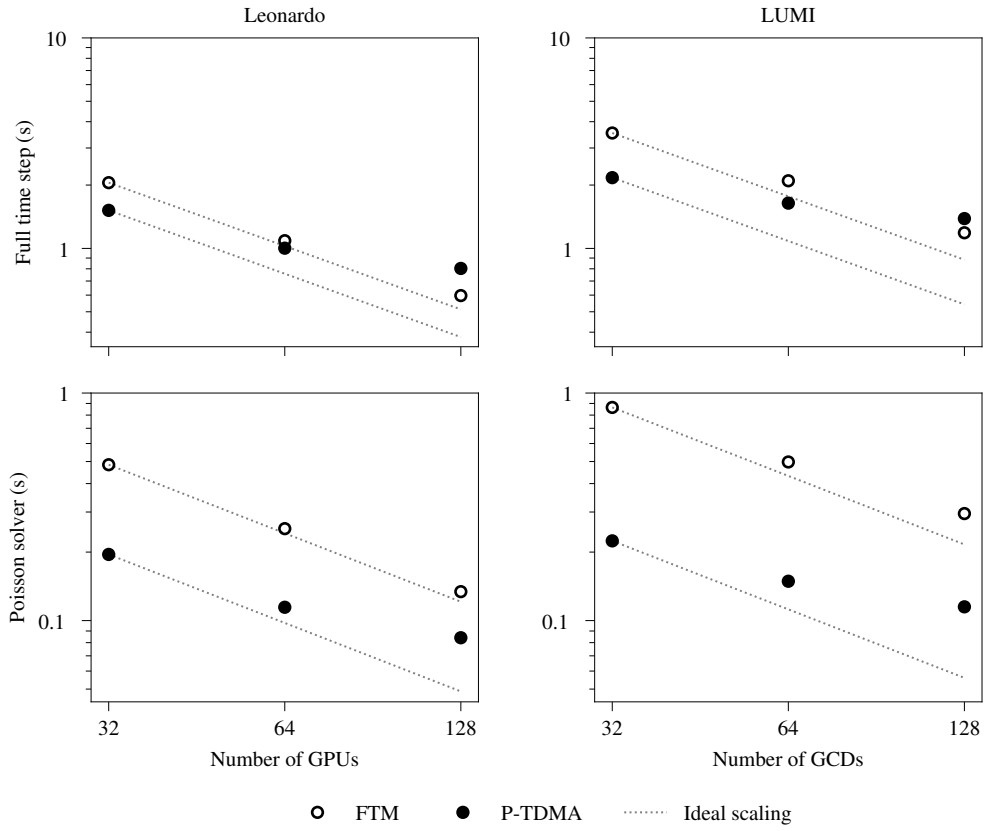 Leonardo
LUMI
10
1
Full time step (s)
10
1
1
0.1
Poisson solver (s)
32
64
128
Number of GPUs
1
0.1
32
64
128
Number of GCDs
FTM
P-TDMA
Ideal scaling